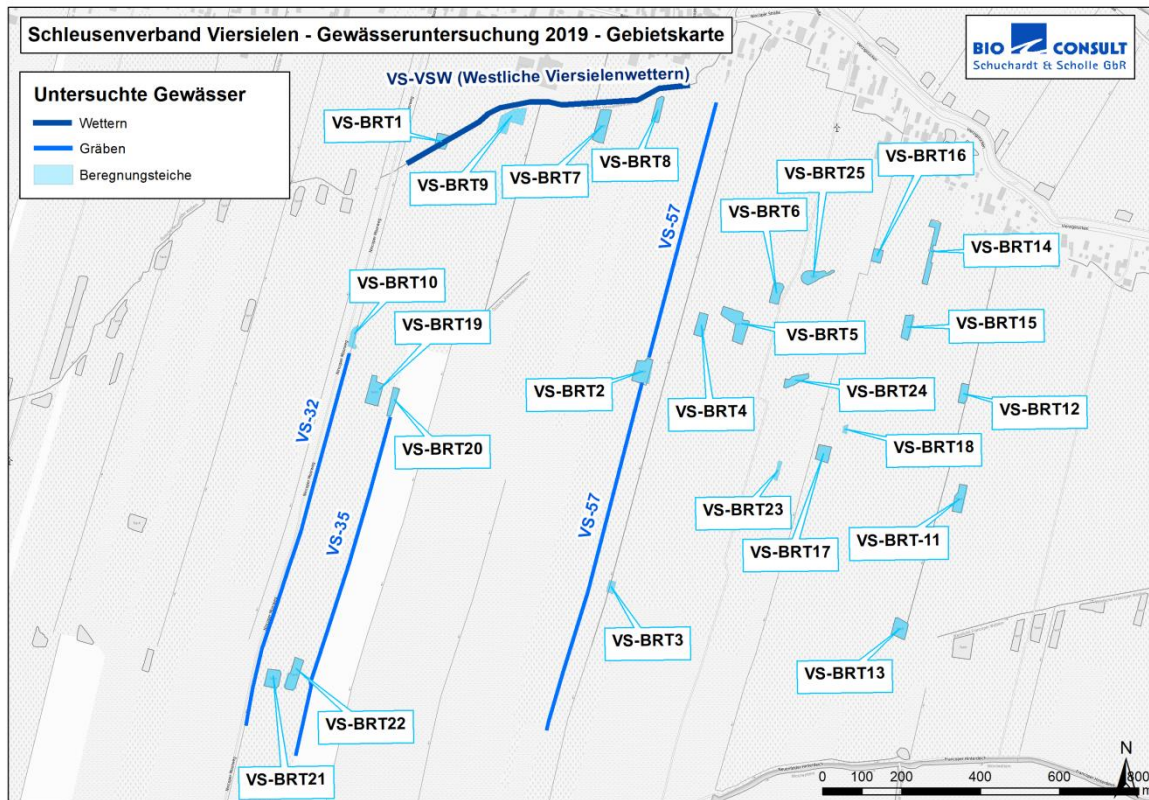 Schleusenverband Viersielen - Gewässeruntersuchung 2019 - Gebietskarte
BIO CONSULT
Schuchardt & Scholle GbR
VS-VSW (Westliche Viersielenwettern)
Untersuchte Gewässer
Wettern
Gräben
Beregnungsteiche
VS-BRT1
VS-BRT9
VS-BRT7
VS-BRT8
VS-BRT16
VS-BRT25
VS-BRT6
VS-57
VS-BRT14
VS-BRT10
VS-BRT19
VS-BRT5
VS-BRT15
VS-BRT2
VS-BRT4
VS-BRT24
VS-BRT12
VS-32
VS-BRT20
VS-BRT18
VS-35
VS-57
VS-BRT23
VS-BRT17
VS-BRT-11
VS-BRT3
VS-BRT13
VS-BRT22
VS-BRT21
N
0 100 200 400 600 800
m